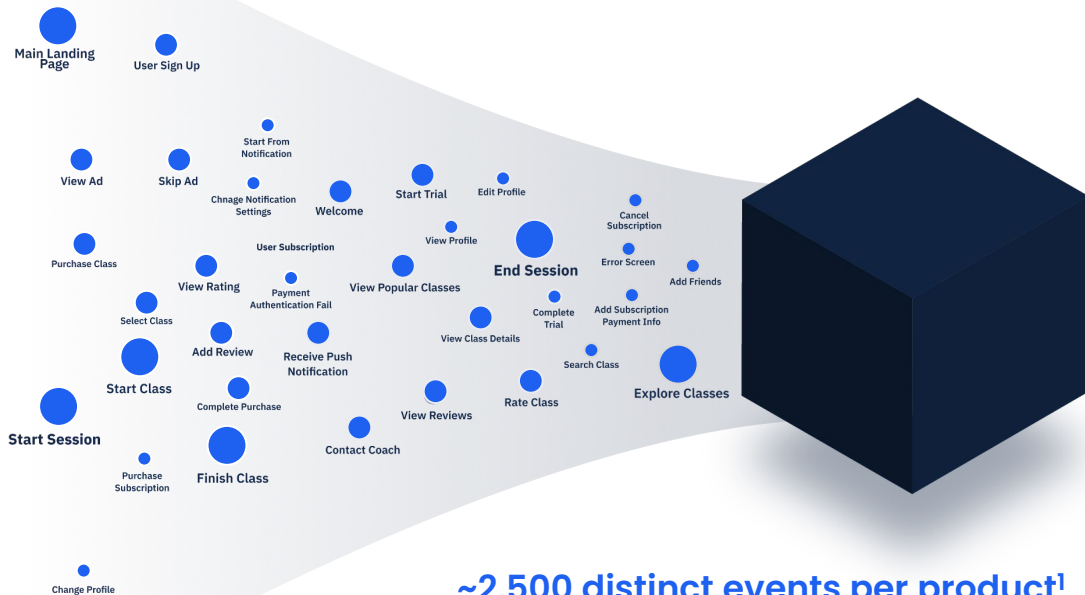 Main Landing
Page
User Sign Up
Start From
Notification
View Ad
Skip Ad
Chnage Notification
Settings
Welcome
Start Trial
Edit Profile
Cancel
Subscription
Purchase Class
User Subscription
View Profile
End Session
Error Screen
Add Friends
View Rating
Payment
Authentication Fail
View Popular Classes
Select Class
Complete
Trial
Add Subscription
Payment Info
Add Review
Receive Push
Notification
View Class Details
Search Class
Start Class
Explore Classes
Complete Purchase
View Reviews
Rate Class
Start Session
Contact Coach
Purchase
Subscription
Finish Class
Change Profile
~2,500 distinct events per product¹